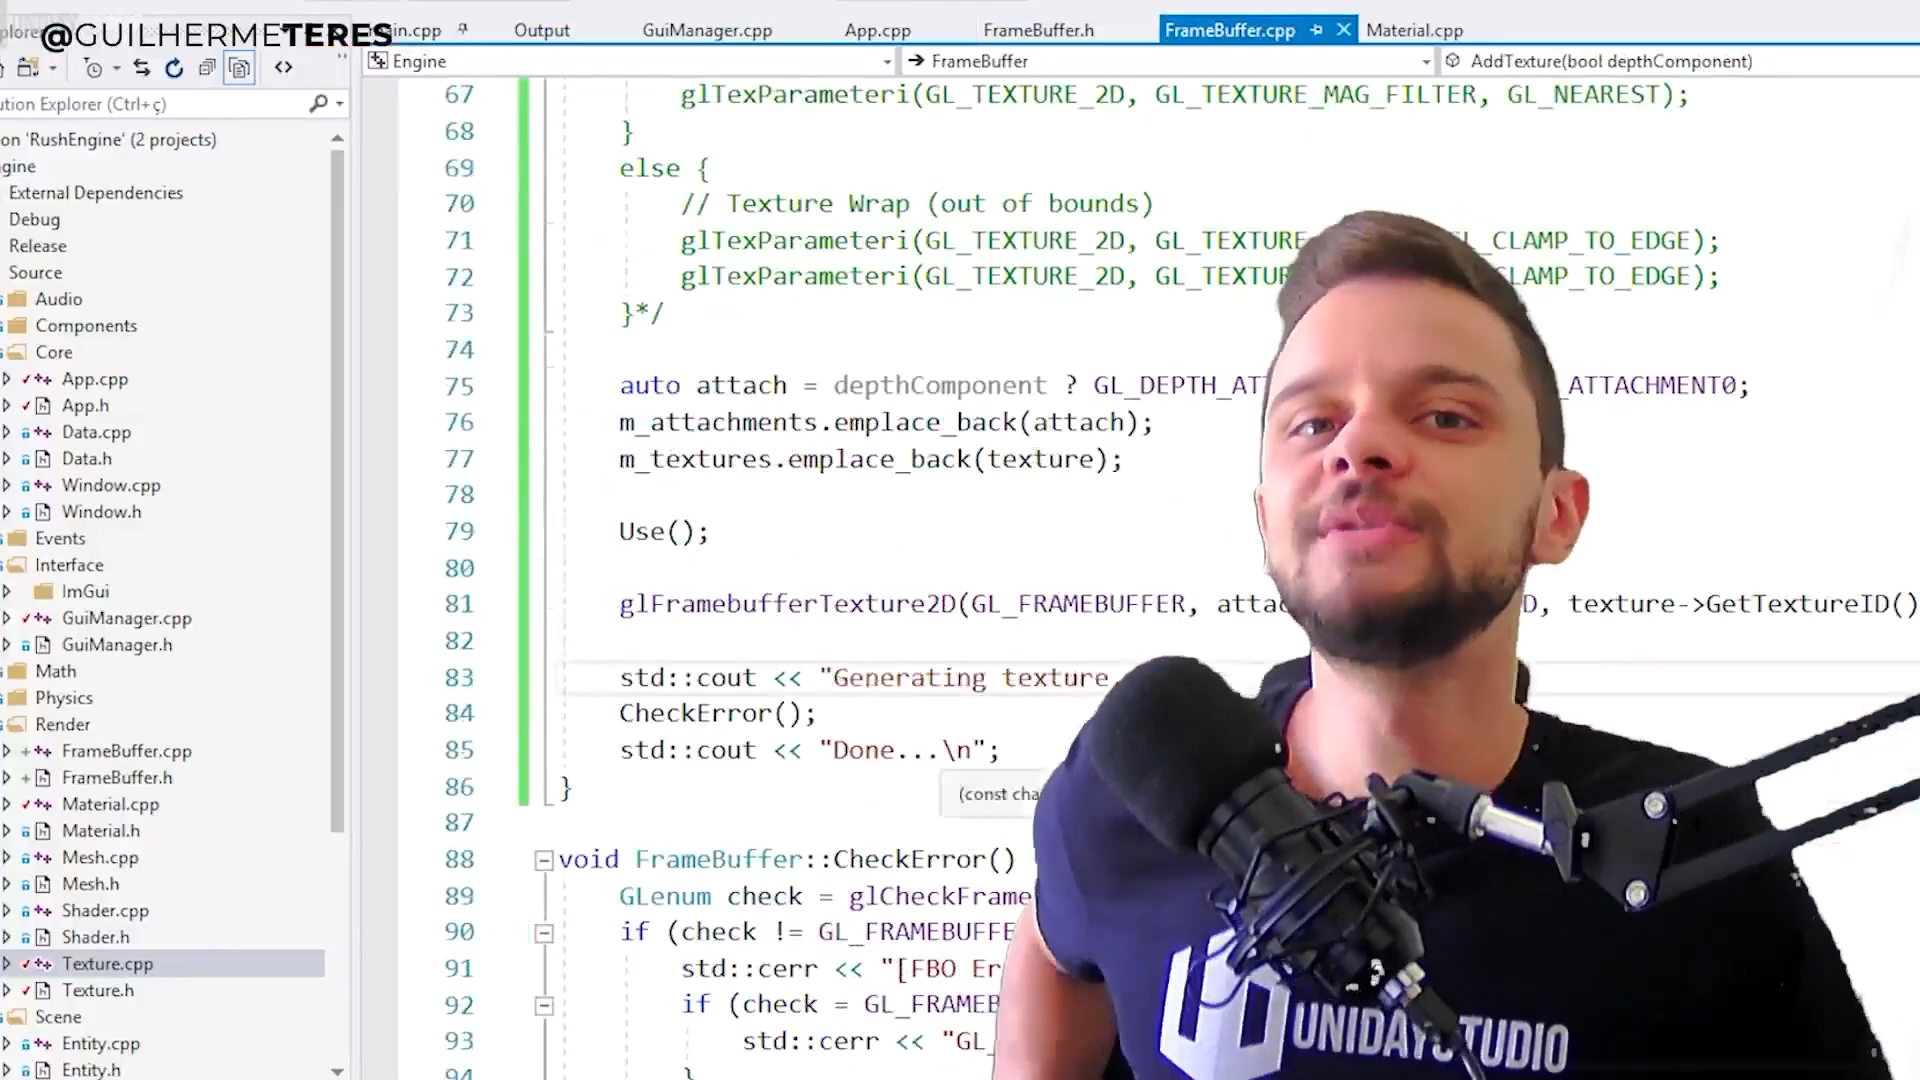 @GUILHERMETERES
main.cpp Output GuiManager.cpp App.cpp FrameBuffer.h FrameBuffer.cpp Material.cpp
Engine FrameBuffer AddTexture(bool depthComponent)
ution Explorer (Ctrl+ç)
on 'RushEngine' (2 projects)
ngine
External Dependencies
Debug
Release
Source
Audio
Components
Core
App.cpp
App.h
Data.cpp
Data.h
Window.cpp
Window.h
Events
Interface
ImGui
GuiManager.cpp
GuiManager.h
Math
Physics
Render
FrameBuffer.cpp
FrameBuffer.h
Material.cpp
Material.h
Mesh.cpp
Mesh.h
Shader.cpp
Shader.h
Texture.cpp
Texture.h
Scene
Entity.cpp
Entity.h
67 glTexParameteri(GL_TEXTURE_2D, GL_TEXTURE_MAG_FILTER, GL_NEAREST);
68 }
69 else {
70 // Texture Wrap (out of bounds)
71 glTexParameteri(GL_TEXTURE_2D, GL_TEXTURE GL_CLAMP_TO_EDGE);
72 glTexParameteri(GL_TEXTURE_2D, GL_TEXTUR CLAMP_TO_EDGE);
73 }*/
74
75 auto attach = depthComponent ? GL_DEPTH_AT _ATTACHMENT0;
76 m_attachments.emplace_back(attach);
77 m_textures.emplace_back(texture);
78
79 Use();
80
81 glFramebufferTexture2D(GL_FRAMEBUFFER, attac D, texture->GetTextureID()
82
83 std::cout << "Generating texture
84 CheckError();
85 std::cout << "Done...\n";
86 }
(const cha
87
88 void FrameBuffer::CheckError()
89 GLenum check = glCheckFrame
90 if (check != GL_FRAMEBUFFE
91 std::cerr << "[FBO Er
92 if (check = GL_FRAMEB
93 std::cerr << "GL_
94 }
UNIDAY STUDIO